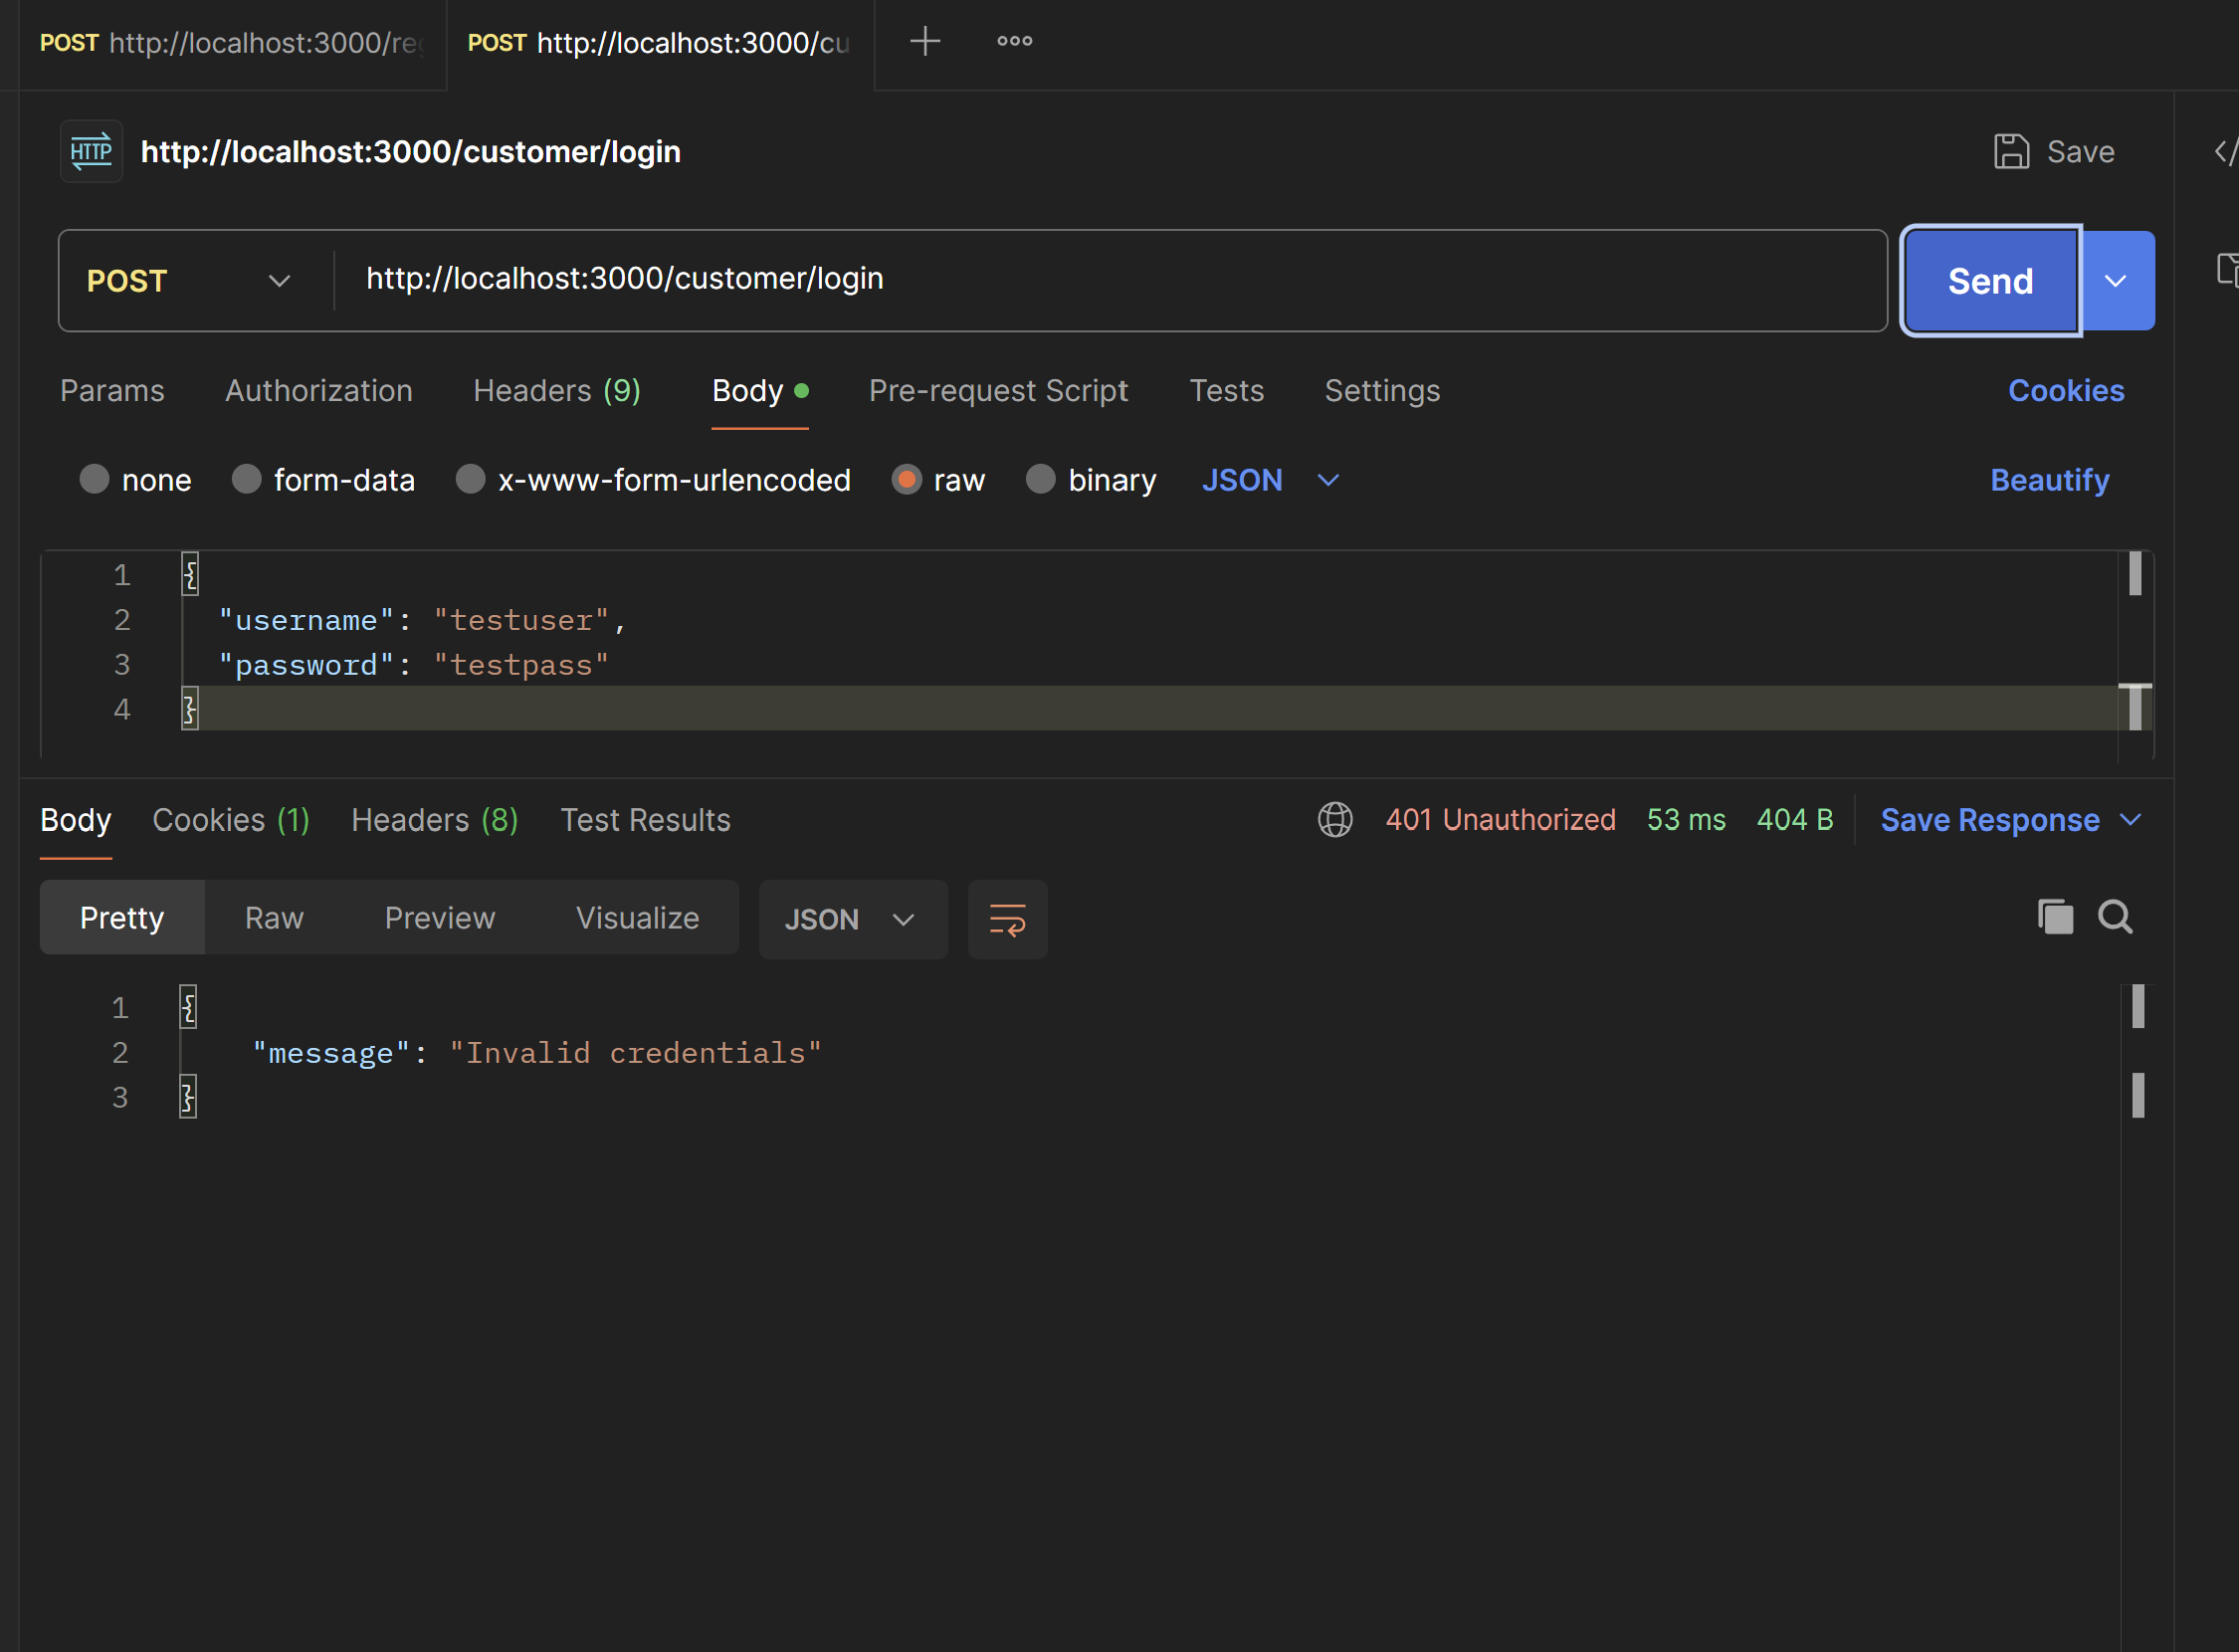 POST http://localhost:3000/reg POST http://localhost:3000/cu
HTTP http://localhost:3000/customer/login Save
POST http://localhost:3000/customer/login Send
Params Authorization Headers (9) Body Pre-request Script Tests Settings Cookies
none form-data x-www-form-urlencoded raw binary JSON Beautify
1 {
2 "username": "testuser",
3 "password": "testpass"
4 }
Body Cookies (1) Headers (8) Test Results 401 Unauthorized 53 ms 404 B Save Response
Pretty Raw Preview Visualize JSON
1 {
2 "message": "Invalid credentials"
3 }